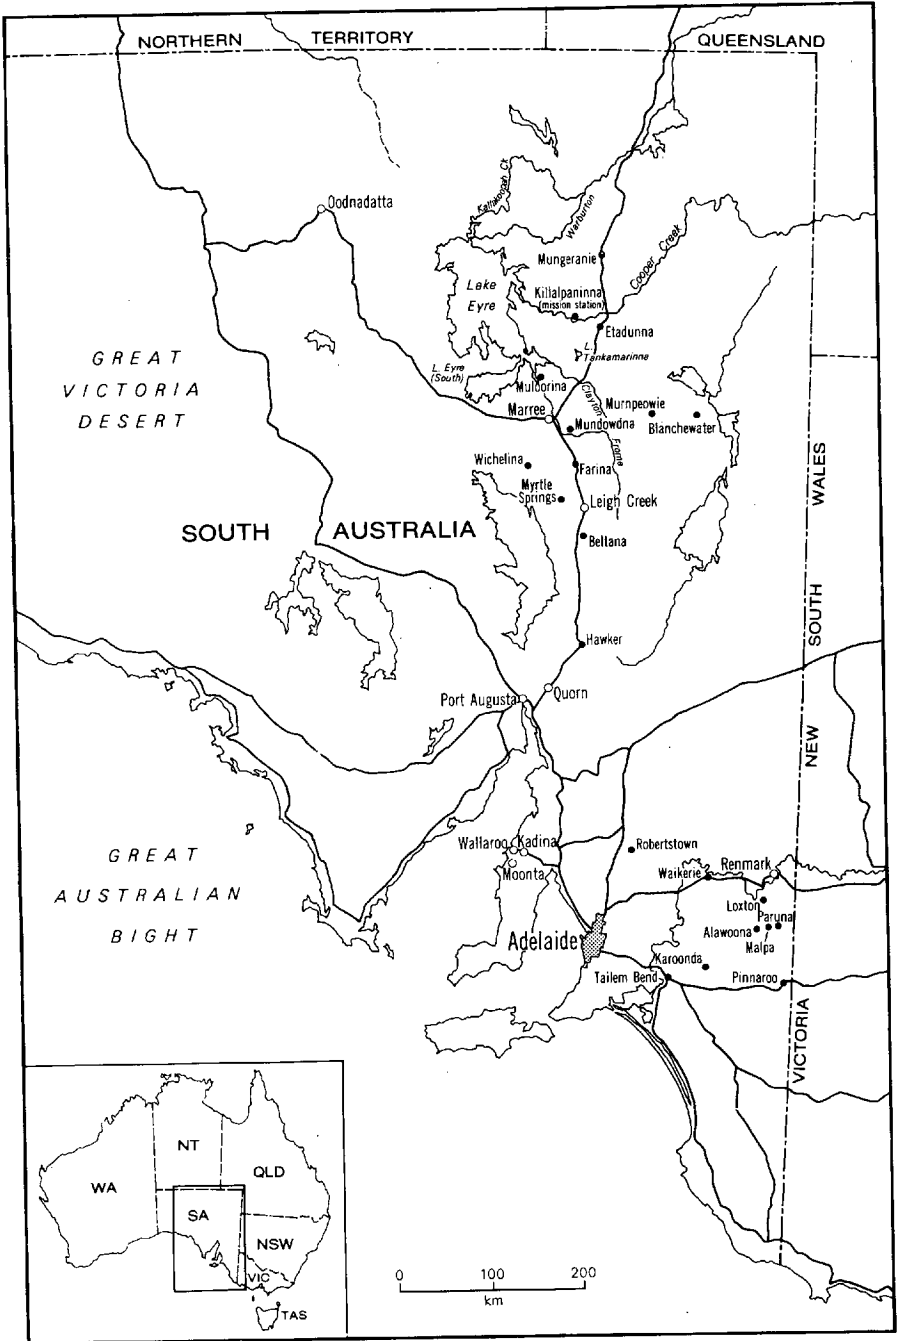 NORTHERN TERRITORY
QUEENSLAND
Oodnadatta
Kallakoopah Ck
Warburton
Cooper Creek
Mungeranie
Lake
Eyre
Killalpaninna
(mission station)
Etadunna
L.
Tankamarinna
L. Eyre
(South)
Muloorina
Clayton
Marree
Murnpeowie
Mundowdna
Blanchewater
Frome
GREAT
VICTORIA
DESERT
Wichelina
Farina
Myrtle
Springs
Leigh Creek
Beltana
SOUTH AUSTRALIA
NEW SOUTH WALES
Hawker
Port Augusta
Quorn
Wallaroo
Kadina
Moonta
Robertstown
Waikerie
Renmark
Loxton
Paruna
Alawoona
Malpa
GREAT
AUSTRALIAN
BIGHT
Adelaide
Karoonda
Tailem Bend
Pinnaroo
VICTORIA
WA
NT
QLD
SA
NSW
VIC
TAS
0 100 200
km